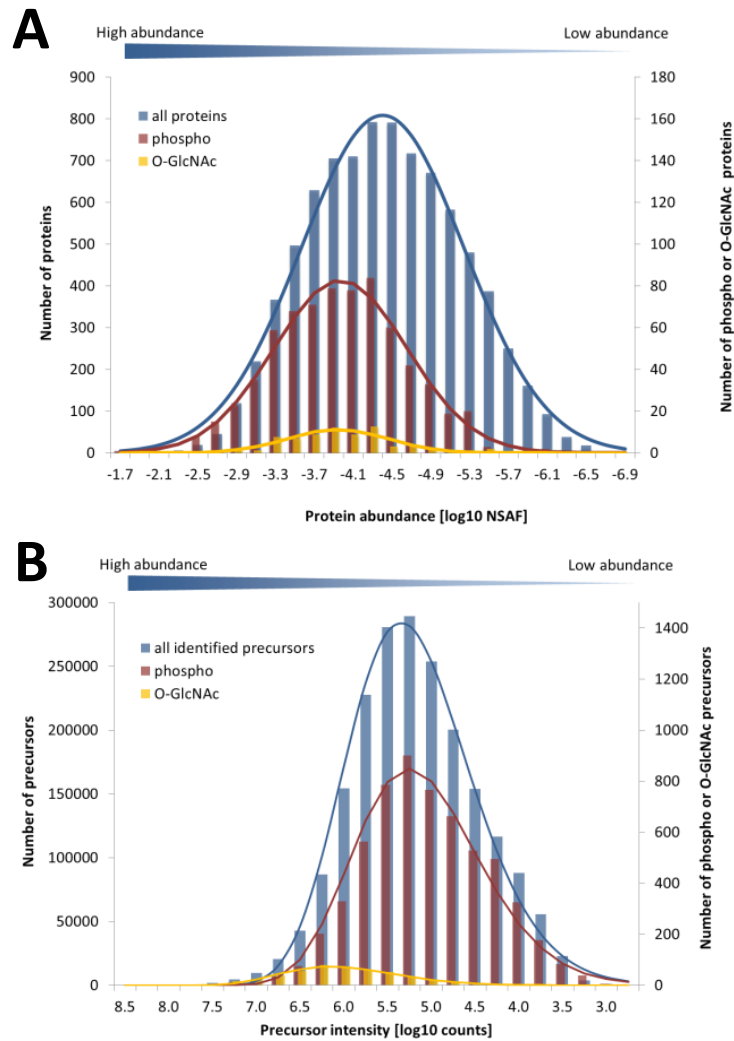 A
High abundance
Low abundance
900
800
700
600
500
400
300
200
100
0
Number of proteins
all proteins
phospho
O-GlcNAc
180
160
140
120
100
80
60
40
20
0
Number of phospho or O-GlcNAc proteins
-1.7 -2.1 -2.5 -2.9 -3.3 -3.7 -4.1 -4.5 -4.9 -5.3 -5.7 -6.1 -6.5 -6.9
Protein abundance [log10 NSAF]
B
High abundance
Low abundance
300000
250000
200000
150000
100000
50000
0
Number of precursors
all identified precursors
phospho
O-GlcNAc
1400
1200
1000
800
600
400
200
0
Number of phospho or O-GlcNAc precursors
8.5 8.0 7.5 7.0 6.5 6.0 5.5 5.0 4.5 4.0 3.5 3.0
Precursor intensity [log10 counts]